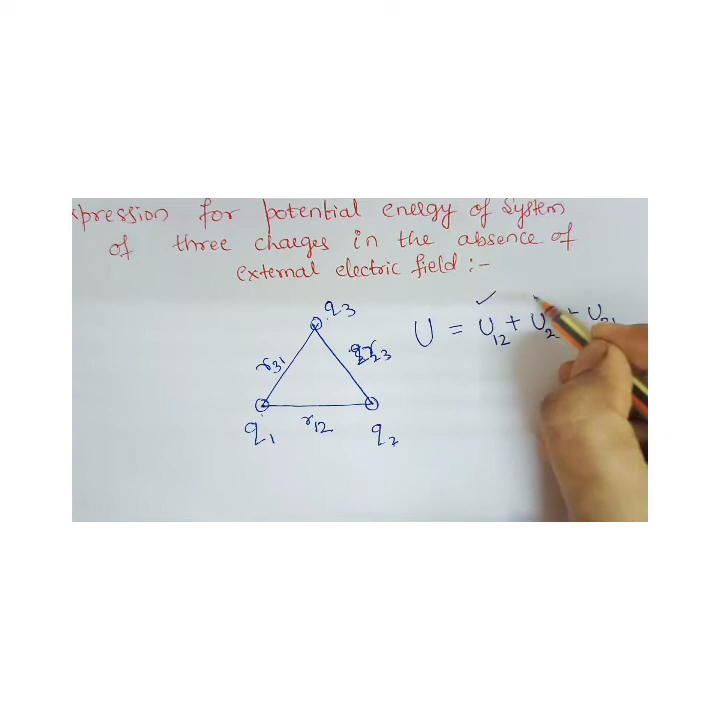 xpression for potential energy of System
of three charges in the absence of
external electric field :-
q3
U = U12 + U2 + U31
r31
r23
q1
r12
q2